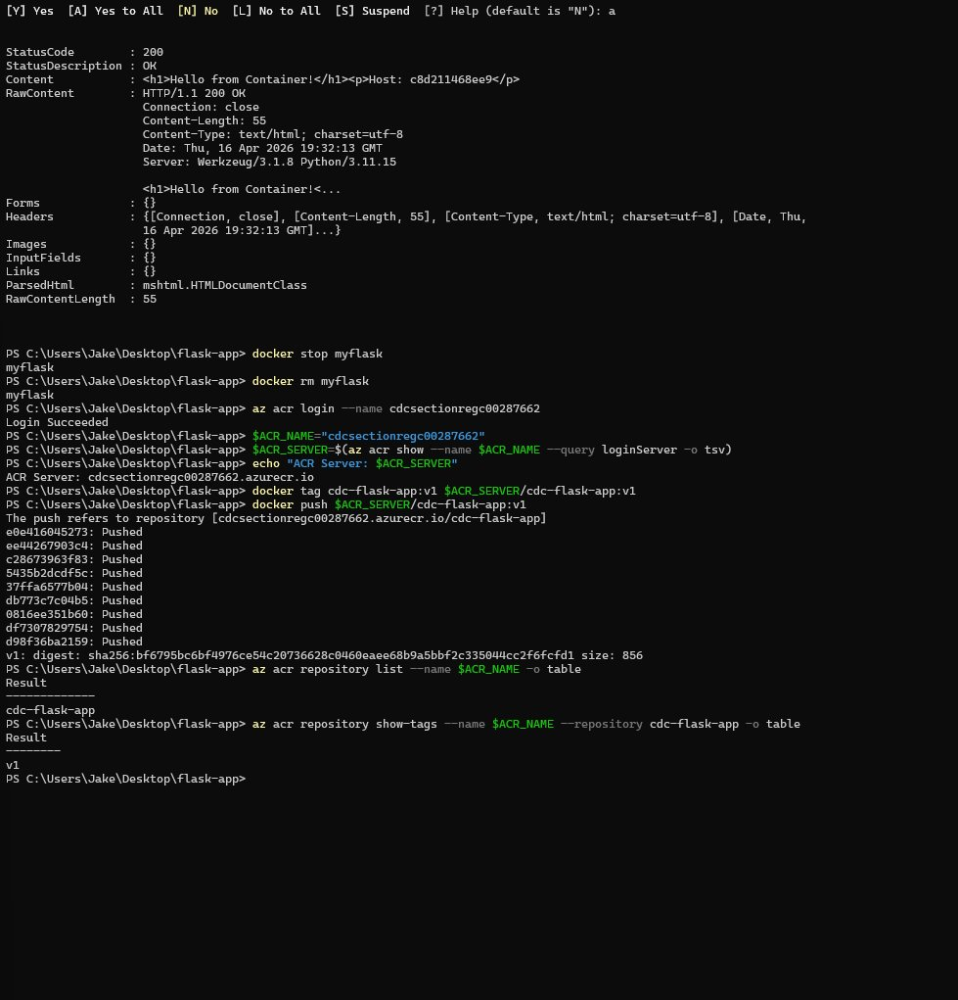 [Y] Yes  [A] Yes to All  [N] No  [L] No to All  [S] Suspend  [?] Help (default is "N"): a
StatusCode        : 200
StatusDescription : OK
Content           : <h1>Hello from Container!</h1><p>Host: c8d211468ee9</p>
RawContent        : HTTP/1.1 200 OK
                    Connection: close
                    Content-Length: 55
                    Content-Type: text/html; charset=utf-8
                    Date: Thu, 16 Apr 2026 19:32:13 GMT
                    Server: Werkzeug/3.1.8 Python/3.11.15
                    <h1>Hello from Container!<...
Forms             : {}
Headers           : {[Connection, close], [Content-Length, 55], [Content-Type, text/html; charset=utf-8], [Date, Thu,
                    16 Apr 2026 19:32:13 GMT]...}
Images            : {}
InputFields       : {}
Links             : {}
ParsedHtml        : mshtml.HTMLDocumentClass
RawContentLength  : 55
PS C:\Users\Jake\Desktop\flask-app> docker stop myflask
myflask
PS C:\Users\Jake\Desktop\flask-app> docker rm myflask
myflask
PS C:\Users\Jake\Desktop\flask-app> az acr login --name cdcsectionregc00287662
Login Succeeded
PS C:\Users\Jake\Desktop\flask-app> $ACR_NAME="cdcsectionregc00287662"
PS C:\Users\Jake\Desktop\flask-app> $ACR_SERVER=$(az acr show --name $ACR_NAME --query loginServer -o tsv)
PS C:\Users\Jake\Desktop\flask-app> echo "ACR Server: $ACR_SERVER"
ACR Server: cdcsectionregc00287662.azurecr.io
PS C:\Users\Jake\Desktop\flask-app> docker tag cdc-flask-app:v1 $ACR_SERVER/cdc-flask-app:v1
PS C:\Users\Jake\Desktop\flask-app> docker push $ACR_SERVER/cdc-flask-app:v1
The push refers to repository [cdcsectionregc00287662.azurecr.io/cdc-flask-app]
e0e416045273: Pushed
ee44267903c4: Pushed
c28673963f83: Pushed
5435b2dcdf5c: Pushed
37ffa6577b04: Pushed
db773c7c04b5: Pushed
0816ee351b60: Pushed
df7307829754: Pushed
d98f36ba2159: Pushed
v1: digest: sha256:bf6795bc6bf4976ce54c20736628c0460eaee68b9a5bbf2c335044cc2f6fcfd1 size: 856
PS C:\Users\Jake\Desktop\flask-app> az acr repository list --name $ACR_NAME -o table
Result
-------------
cdc-flask-app
PS C:\Users\Jake\Desktop\flask-app> az acr repository show-tags --name $ACR_NAME --repository cdc-flask-app -o table
Result
--------
v1
PS C:\Users\Jake\Desktop\flask-app>